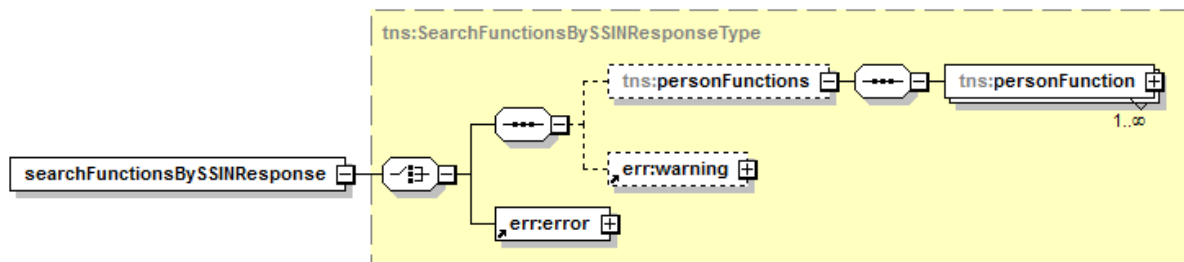 tns:SearchFunctionsBySSINResponseType
tns:personFunctions
tns:personFunction
1..∞
searchFunctionsBySSINResponse
err:warning
err:error